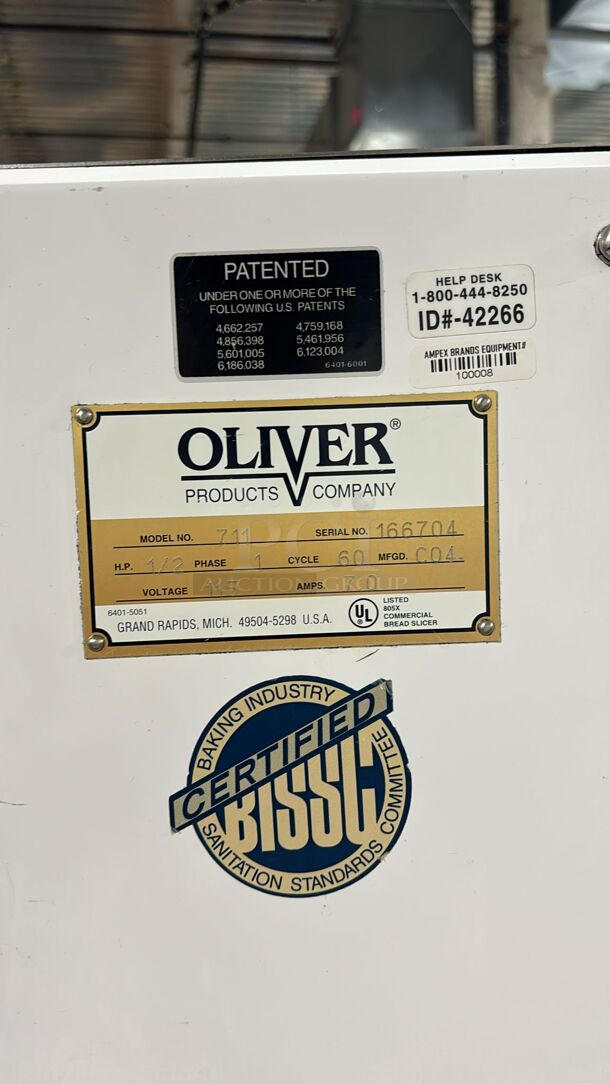 PATENTED
UNDER ONE OR MORE OF THE
FOLLOWING U.S. PATENTS
4,662,257 4,759,168
4,856,398 5,461,956
5,601,005 6,123,004
6,186,038 6401-6001
HELP DESK
1-800-444-8250
ID#-42266
AMPEX BRANDS EQUIPMENT#
100008
OLIVER®
PRODUCTS COMPANY
MODEL NO. 711 SERIAL NO. 166704
H.P. 1/2 PHASE 1 CYCLE 60 MFGD. C04
VOLTAGE AMPS.
PCI
AUCTION GROUP
6401-5051
GRAND RAPIDS, MICH. 49504-5298 U.S.A.
UL
LISTED
805X
COMMERCIAL
BREAD SLICER
BAKING INDUSTRY
CERTIFIED
BISSC
SANITATION STANDARDS COMMITTEE